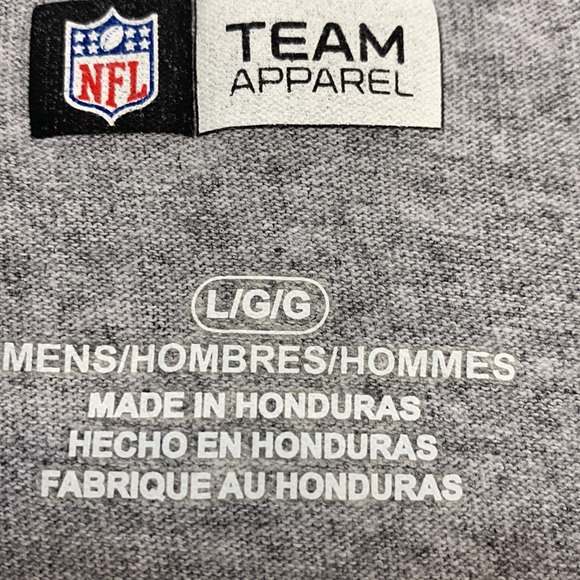 NFL
TEAM
APPAREL
L/G/G
MENS/HOMBRES/HOMMES
MADE IN HONDURAS
HECHO EN HONDURAS
FABRIQUE AU HONDURAS